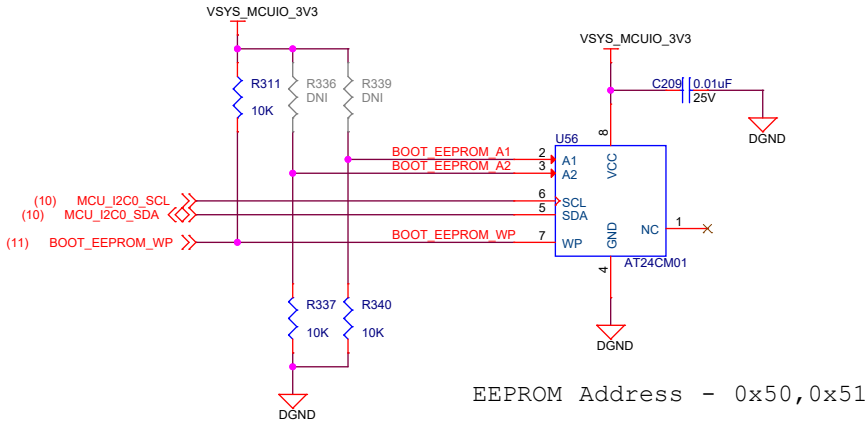 VSYS_MCUIO_3V3
VSYS_MCUIO_3V3
R311
10K
R336
DNI
R339
DNI
C209
0.01uF
25V
DGND
U56
8
VCC
BOOT_EEPROM_A1
2
A1
BOOT_EEPROM_A2
3
A2
(10) MCU_I2C0_SCL
6
SCL
(10) MCU_I2C0_SDA
5
SDA
NC
1
(11) BOOT_EEPROM_WP
BOOT_EEPROM_WP
7
WP
GND
4
AT24CM01
R337
10K
R340
10K
DGND
DGND
EEPROM Address - 0x50,0x51